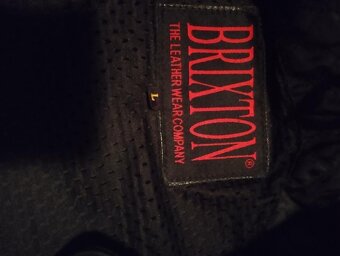 BRIXTON®
THE LEATHER WEAR COMPANY
L